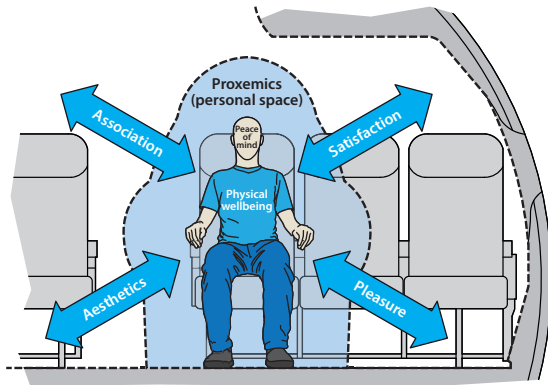 Proxemics
(personal space)
Association
Satisfaction
Peace
of
mind
Physical
wellbeing
Aesthetics
Pleasure